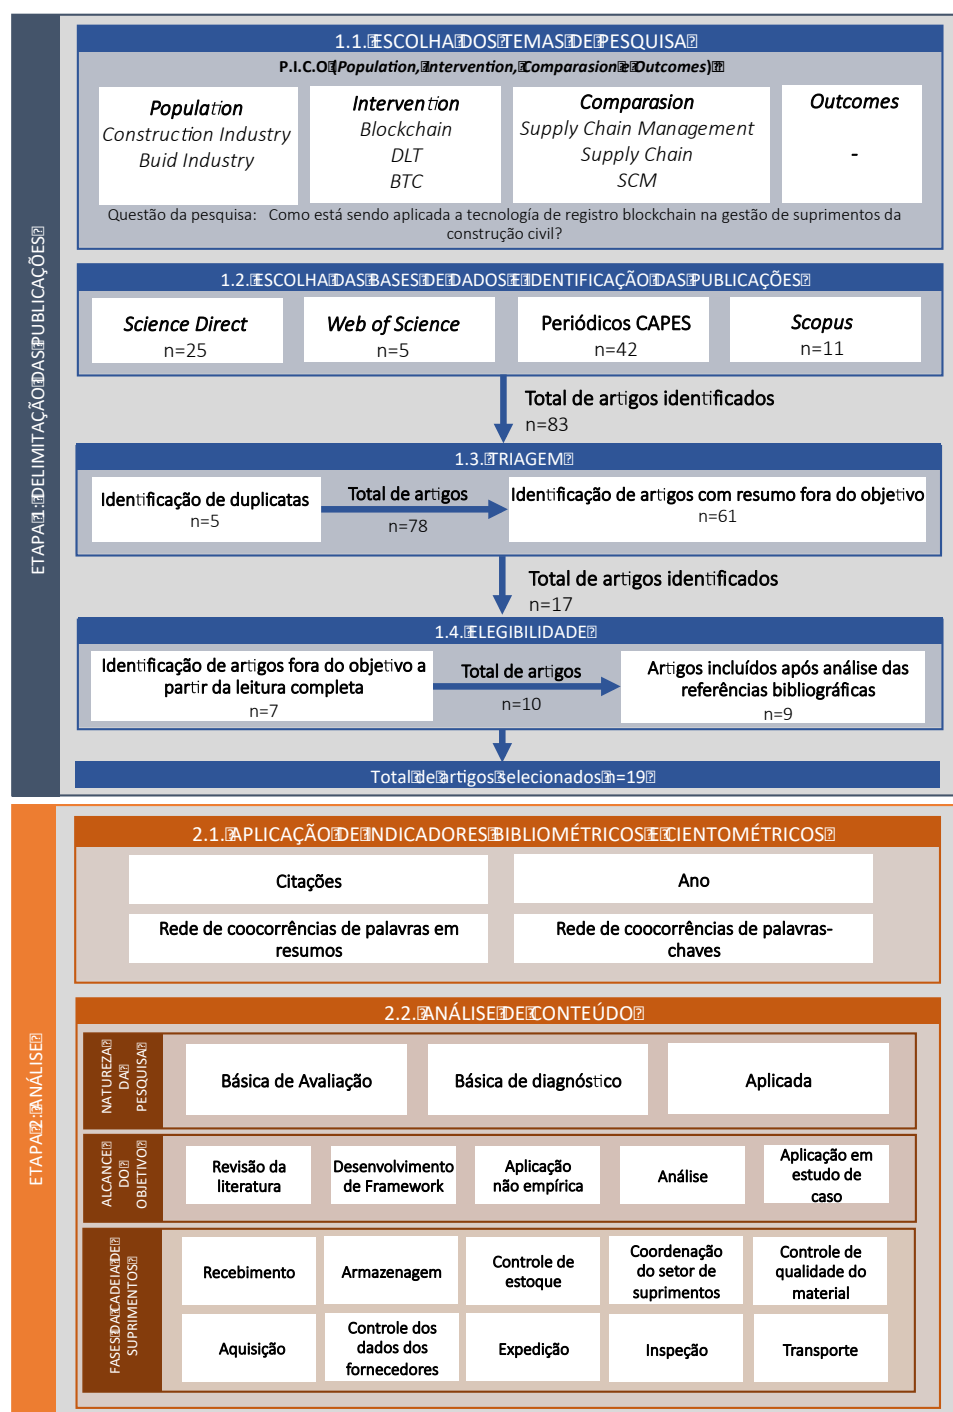 1.1. ESCOLHA DOS TEMAS DE PESQUISA
P.I.C.O (Population, Intervention, Comparasion e Outcomes)
Population
Construction Industry
Buid Industry
Intervention
Blockchain
DLT
BTC
Comparasion
Supply Chain Management
Supply Chain
SCM
Outcomes
-
Questão da pesquisa: Como está sendo aplicada a tecnología de registro blockchain na gestão de suprimentos da
construção civil?
ETAPA 1: DELIMITAÇÃO DAS PUBLICAÇÕES
1.2. ESCOLHA DAS BASES DE DADOS E IDENTIFICAÇÃO DAS PUBLICAÇÕES
Science Direct
n=25
Web of Science
n=5
Periódicos CAPES
n=42
Scopus
n=11
Total de artigos identificados
n=83
1.3. TRIAGEM
Identificação de duplicatas
n=5
Total de artigos
n=78
Identificação de artigos com resumo fora do objetivo
n=61
Total de artigos identificados
n=17
1.4. ELEGIBILIDADE
Identificação de artigos fora do objetivo a
partir da leitura completa
n=7
Total de artigos
n=10
Artigos incluídos após análise das
referências bibliográficas
n=9
Total de artigos selecionados n=19
ETAPA 2: ANÁLISE
2.1. APLICAÇÃO DE INDICADORES BIBLIOMÉTRICOS E CIENTOMÉTRICOS
Citações
Ano
Rede de coocorrências de palavras em
resumos
Rede de coocorrências de palavras-
chaves
2.2. ANÁLISE DE CONTEÚDO
NATUREZA
DA
PESQUISA
Básica de Avaliação
Básica de diagnóstico
Aplicada
ALCANCE
DO
OBJETIVO
Revisão da
literatura
Desenvolvimento
de Framework
Aplicação
não empírica
Análise
Aplicação em
estudo de
caso
FASES DA CADEIA DE
SUPRIMENTOS
Recebimento
Armazenagem
Controle de
estoque
Coordenação
do setor de
suprimentos
Controle de
qualidade do
material
Aquisição
Controle dos
dados dos
fornecedores
Expedição
Inspeção
Transporte